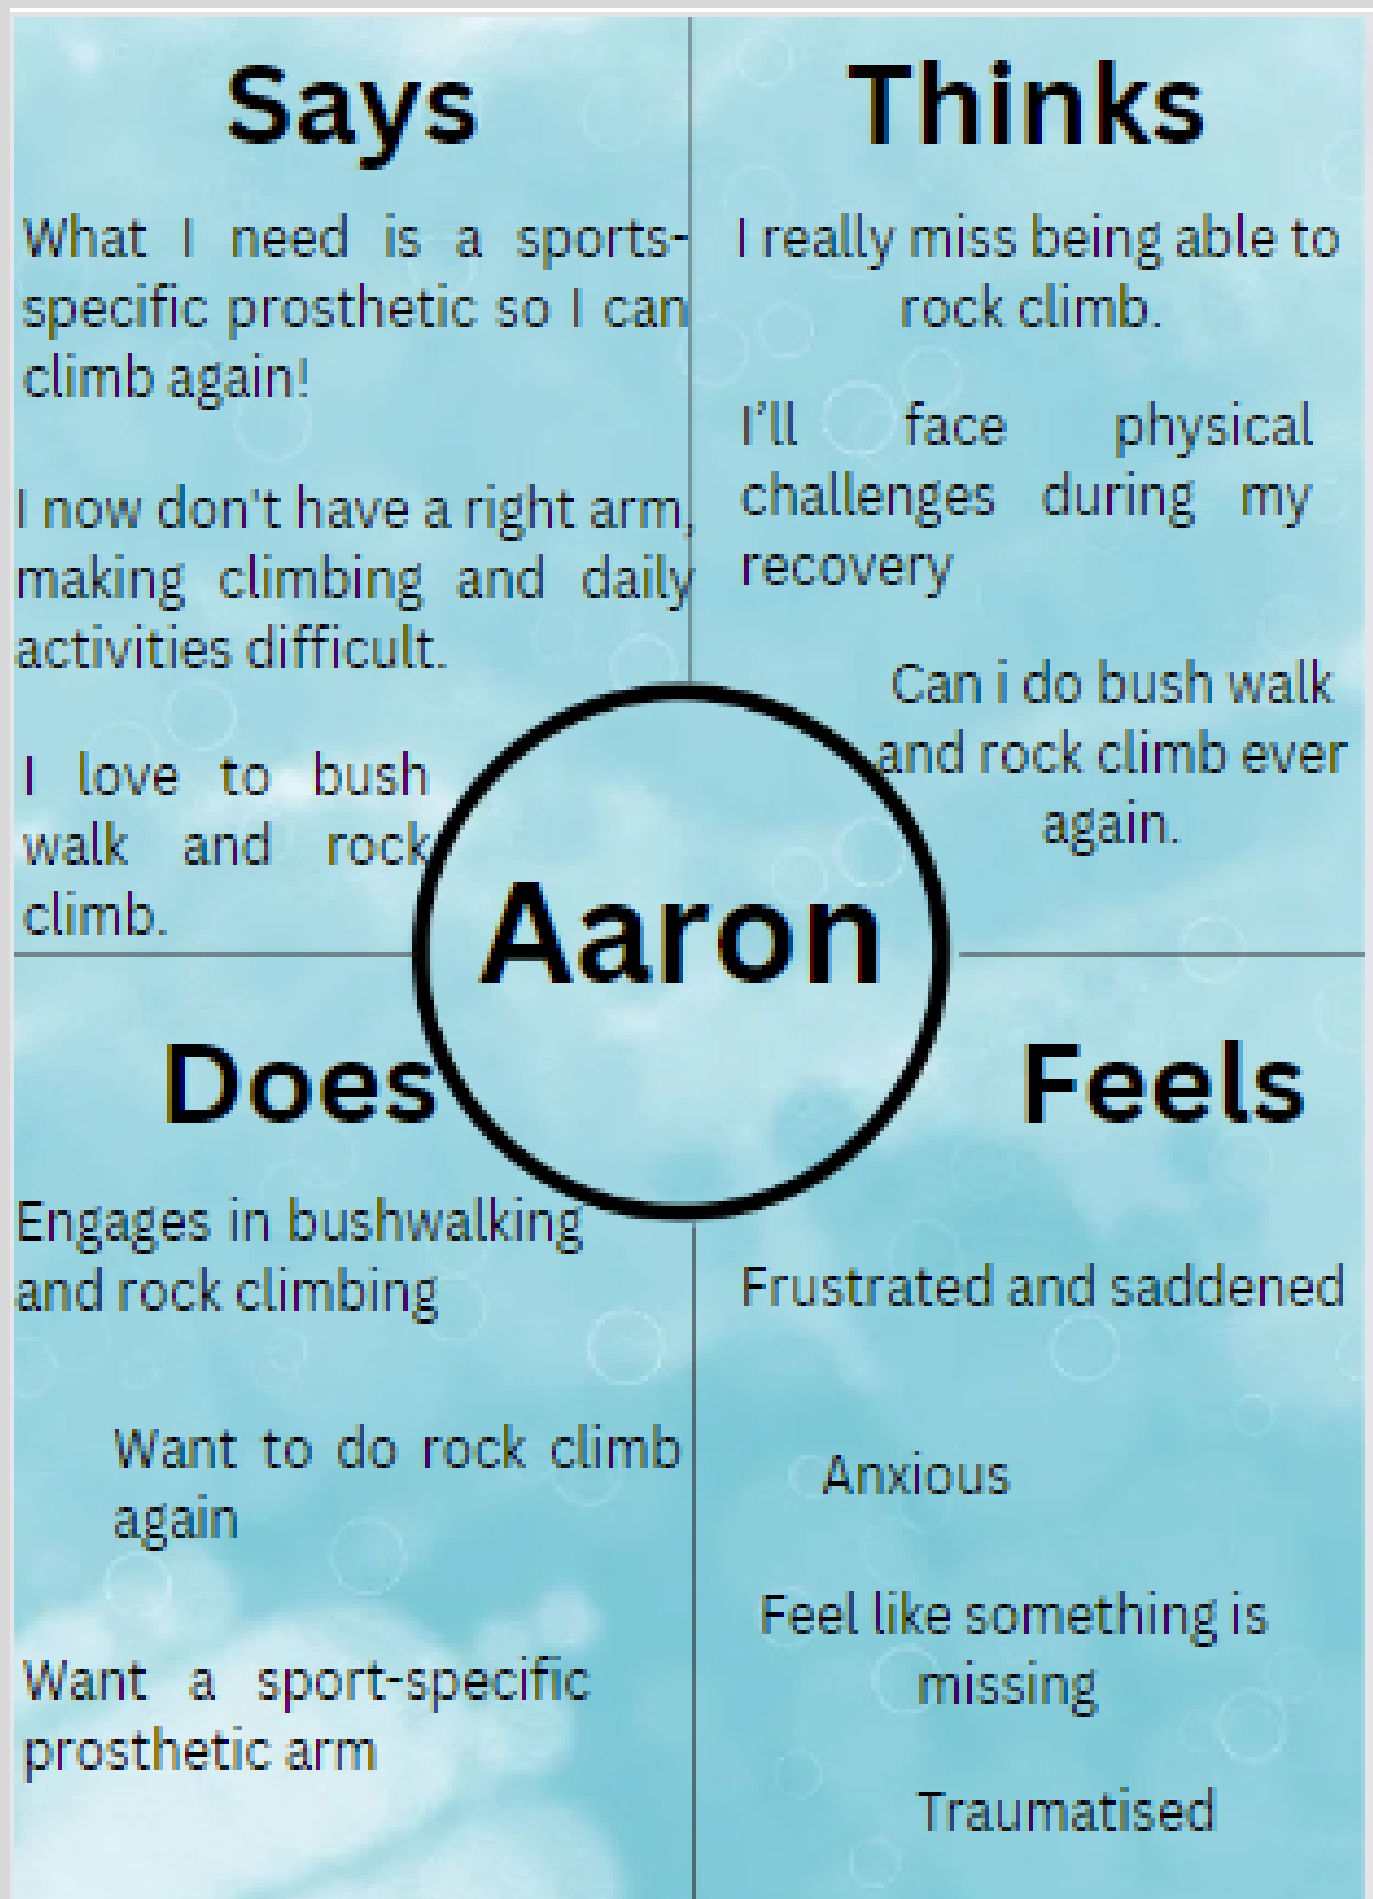 Says
What I need is a sports-
specific prosthetic so I can
climb again!
I now don't have a right arm,
making climbing and daily
activities difficult.
I love to bush
walk and rock
climb.
Thinks
I really miss being able to
rock climb.
I’ll face physical
challenges during my
recovery
Can i do bush walk
and rock climb ever
again.
Aaron
Does
Engages in bushwalking
and rock climbing
Want to do rock climb
again
Want a sport-specific
prosthetic arm
Feels
Frustrated and saddened
Anxious
Feel like something is
missing
Traumatised